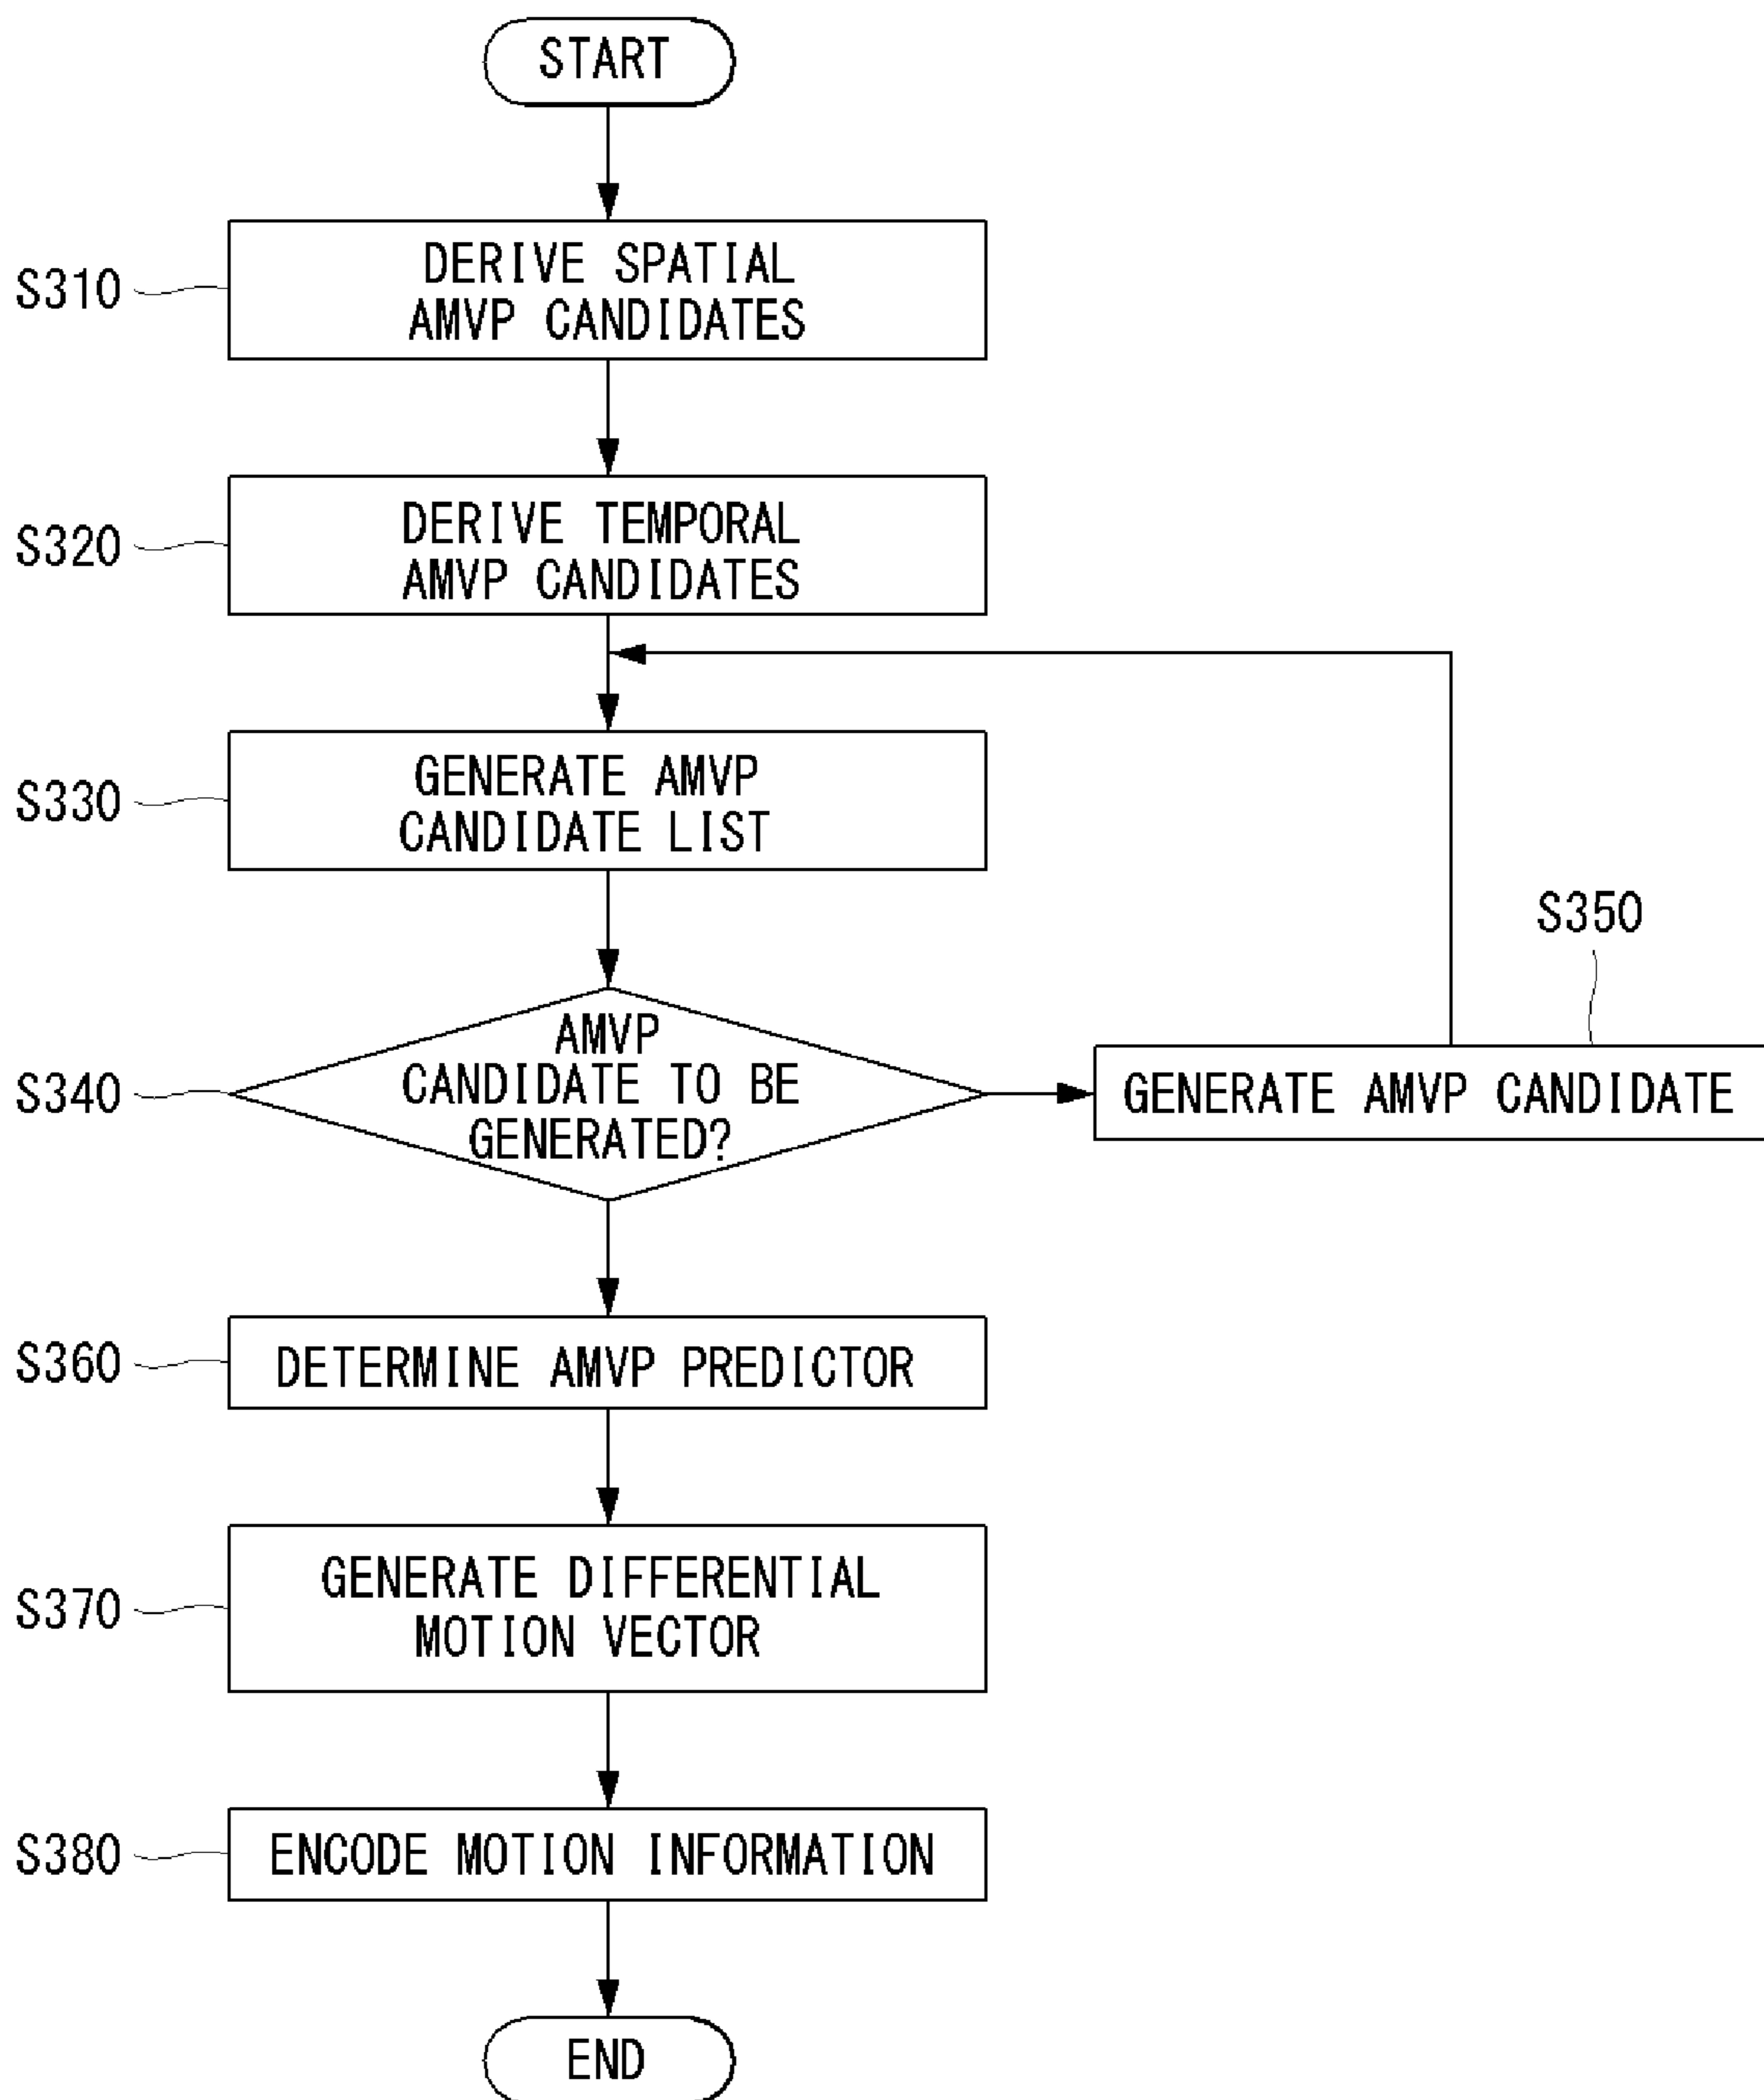 START
S310
DERIVE SPATIAL
AMVP CANDIDATES
S320
DERIVE TEMPORAL
AMVP CANDIDATES
S330
GENERATE AMVP
CANDIDATE LIST
S340
AMVP
CANDIDATE TO BE
GENERATED?
S350
GENERATE AMVP CANDIDATE
S360
DETERMINE AMVP PREDICTOR
S370
GENERATE DIFFERENTIAL
MOTION VECTOR
S380
ENCODE MOTION INFORMATION
END